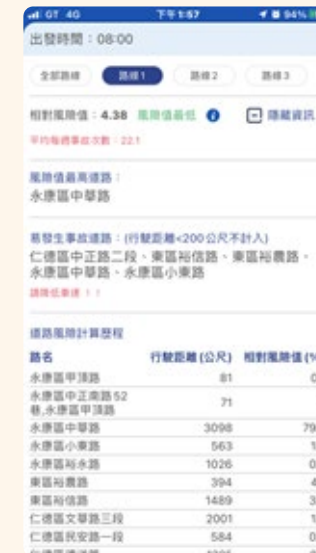 GT 4G 下午1:57 94%
出發時間：08:00
全部路線 路線1 路線2 路線3
相對風險值：4.38 風險值最低 隱藏資訊
平均每週事故次數：22.1
風險值最高道路：
永康區中華路
易發生事故道路：(行駛距離<200公尺不計入)
仁德區中正路二段、東區裕信路、東區裕農路、
永康區中華路、永康區小東路
請降低車速！！
道路風險計算歷程
路名 行駛距離(公尺) 相對風險值(%
永康區甲頂路 81 0
永康區中正南路52
巷,永康區甲頂路 71
永康區中華路 3098 79
永康區小東路 563 1
永康區裕永路 1026 0
東區裕農路 394 4
東區裕信路 1489 3
仁德區文華路三段 2001 1
仁德區民安路一段 584 0